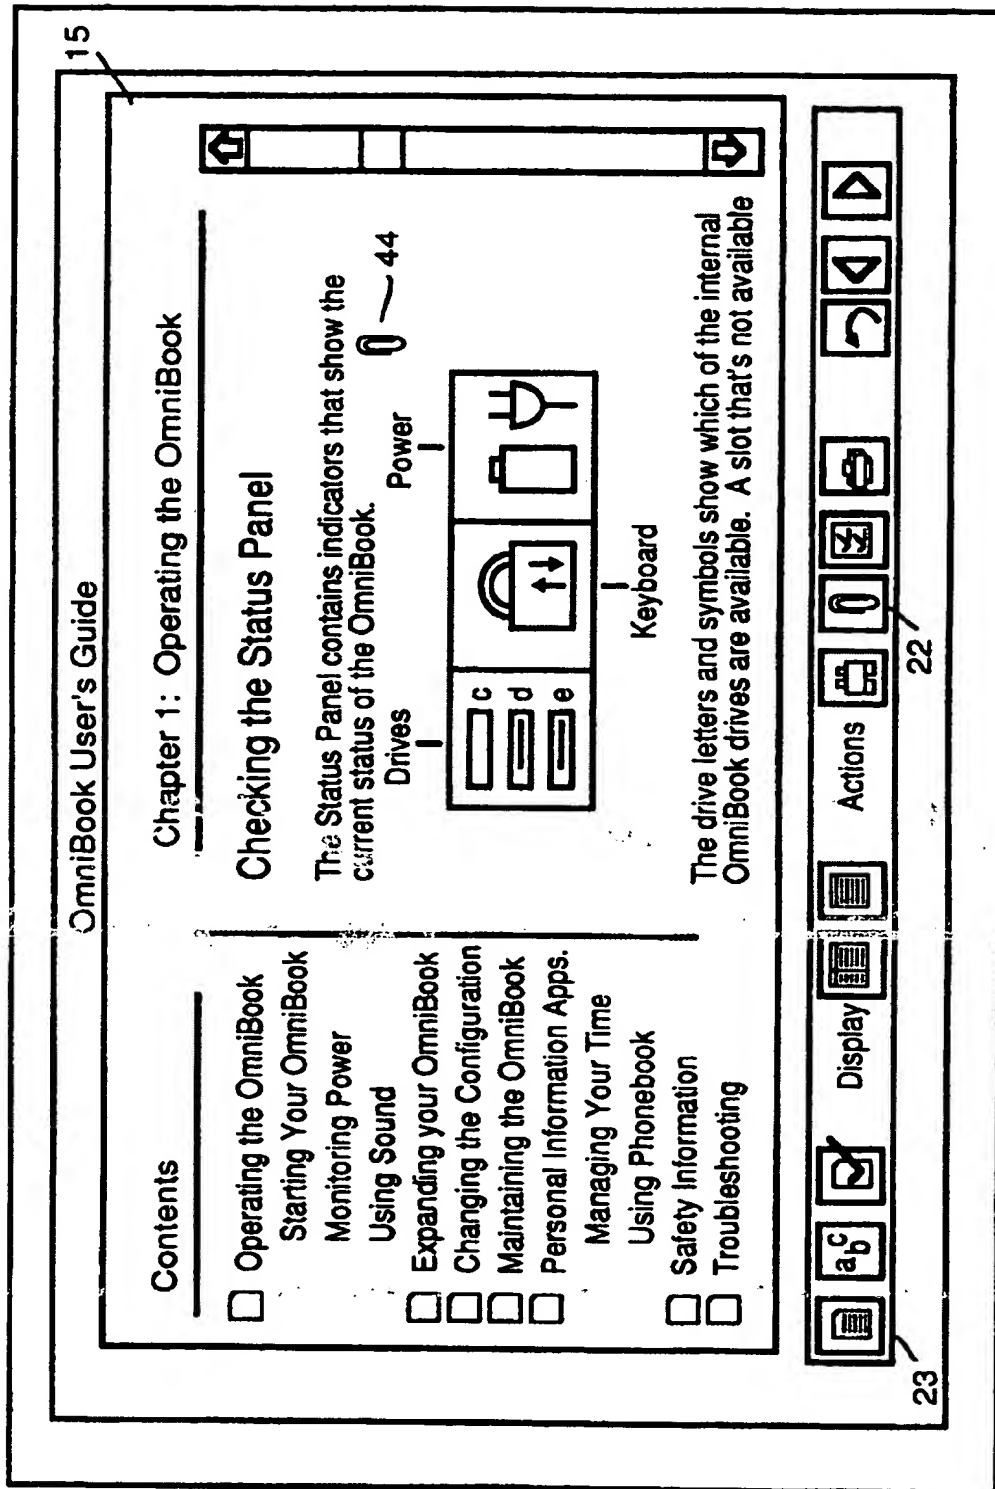 15
OmniBook User's Guide
Contents
Operating the OmniBook
Starting Your OmniBook
Monitoring Power
Using Sound
Expanding your OmniBook
Changing the Configuration
Maintaining the OmniBook
Personal Information Apps.
Managing Your Time
Using Phonebook
Safety Information
Troubleshooting
Chapter 1: Operating the OmniBook
Checking the Status Panel
The Status Panel contains indicators that show the
current status of the OmniBook.
44
Drives
Power
c
d
e
Keyboard
The drive letters and symbols show which of the internal
OmniBook drives are available. A slot that's not available
abc
Display
Actions
23
22